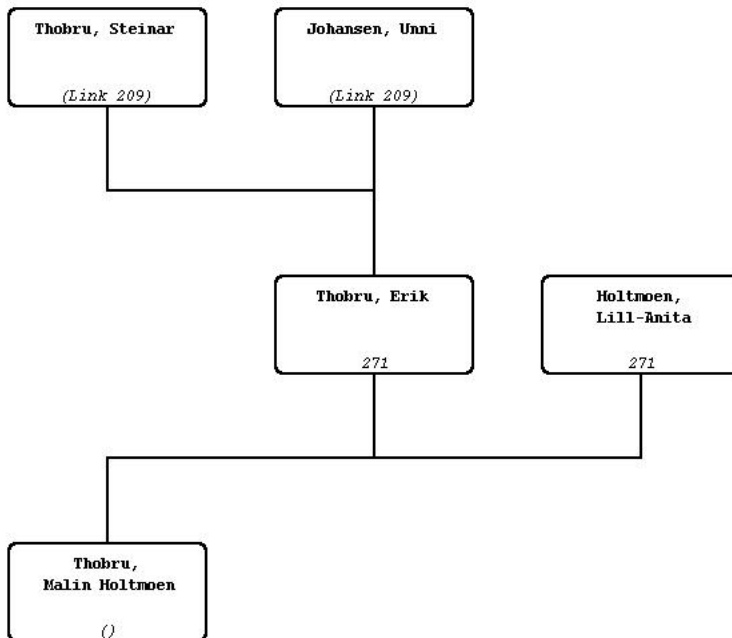 Thobru, Steinar
(Link 209)
Johansen, Unni
(Link 209)
Thobru, Erik
271
Holtmoen,
Lill-Anita
271
Thobru,
Malin Holtmoen
()